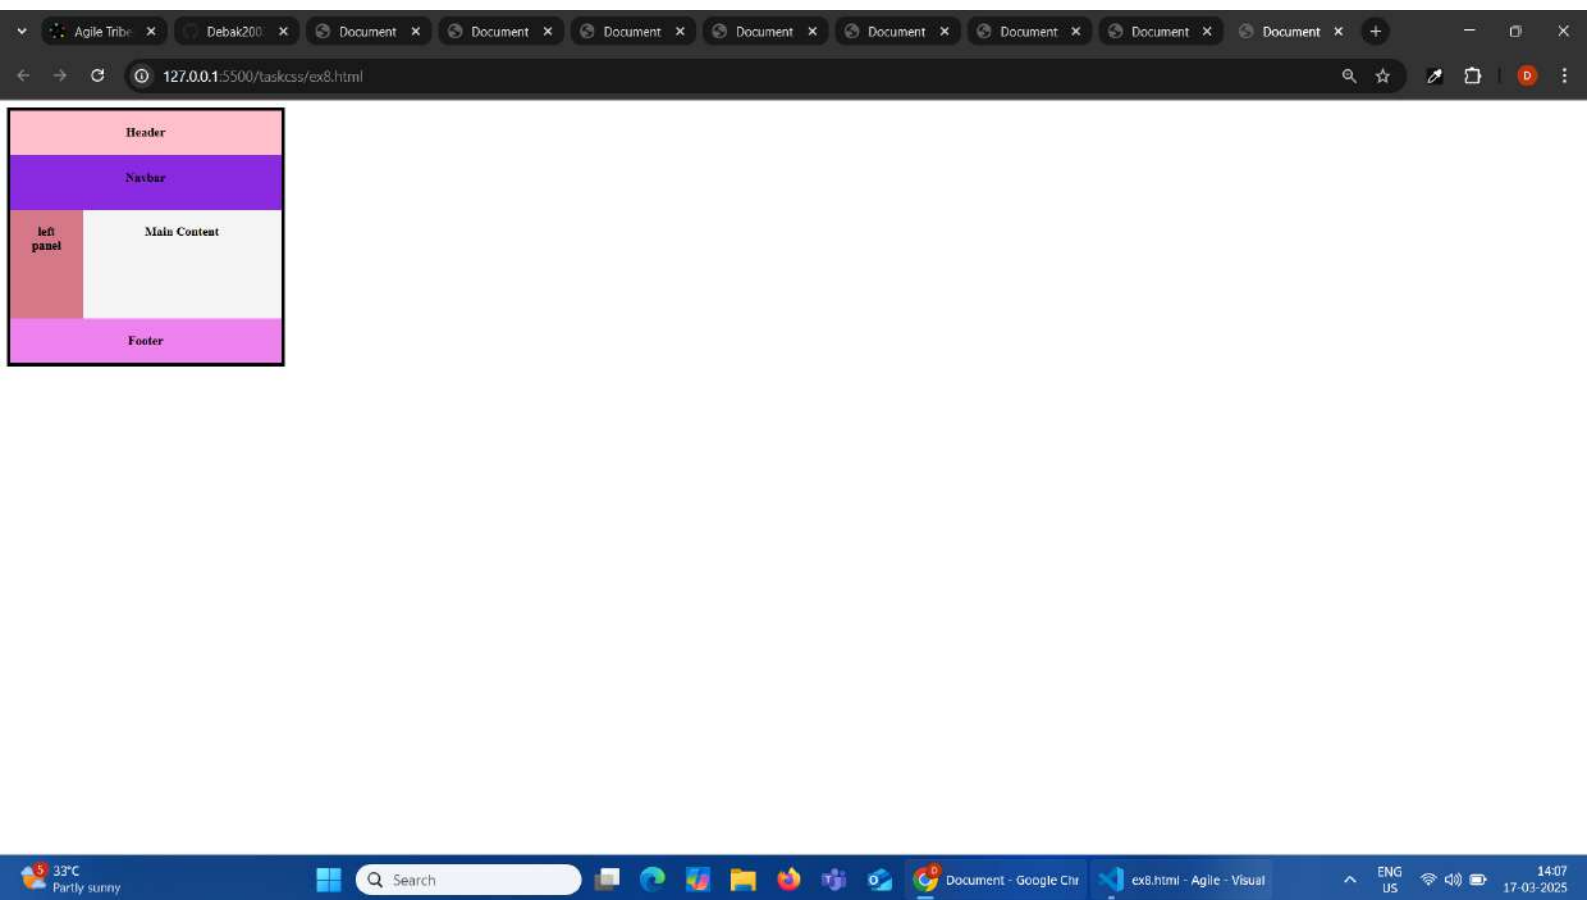 Agile Tribe
Debak200
Document
Document
Document
Document
Document
Document
Document
Document
127.0.0.1:5500/taskcss/ex8.html
D
Header
Navbar
left
panel
Main Content
Footer
5
33°C
Partly sunny
Search
D
Document - Google Chr
ex8.html - Agile - Visual
ENG
US
14:07
17-03-2025